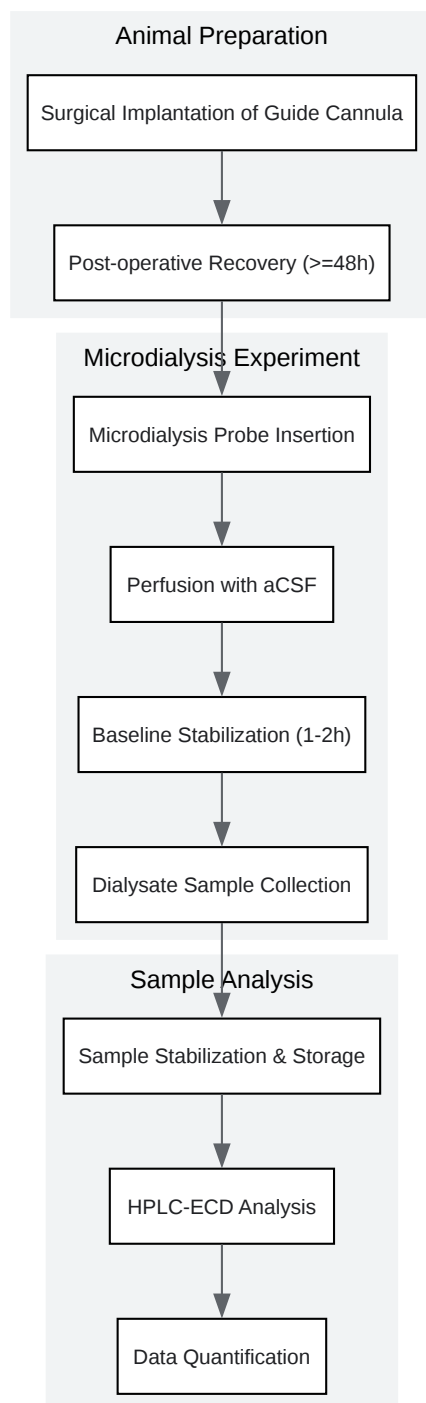 Animal Preparation
Surgical Implantation of Guide Cannula
Post-operative Recovery (>=48h)
Microdialysis Experiment
Microdialysis Probe Insertion
Perfusion with aCSF
Baseline Stabilization (1-2h)
Dialysate Sample Collection
Sample Analysis
Sample Stabilization & Storage
HPLC-ECD Analysis
Data Quantification